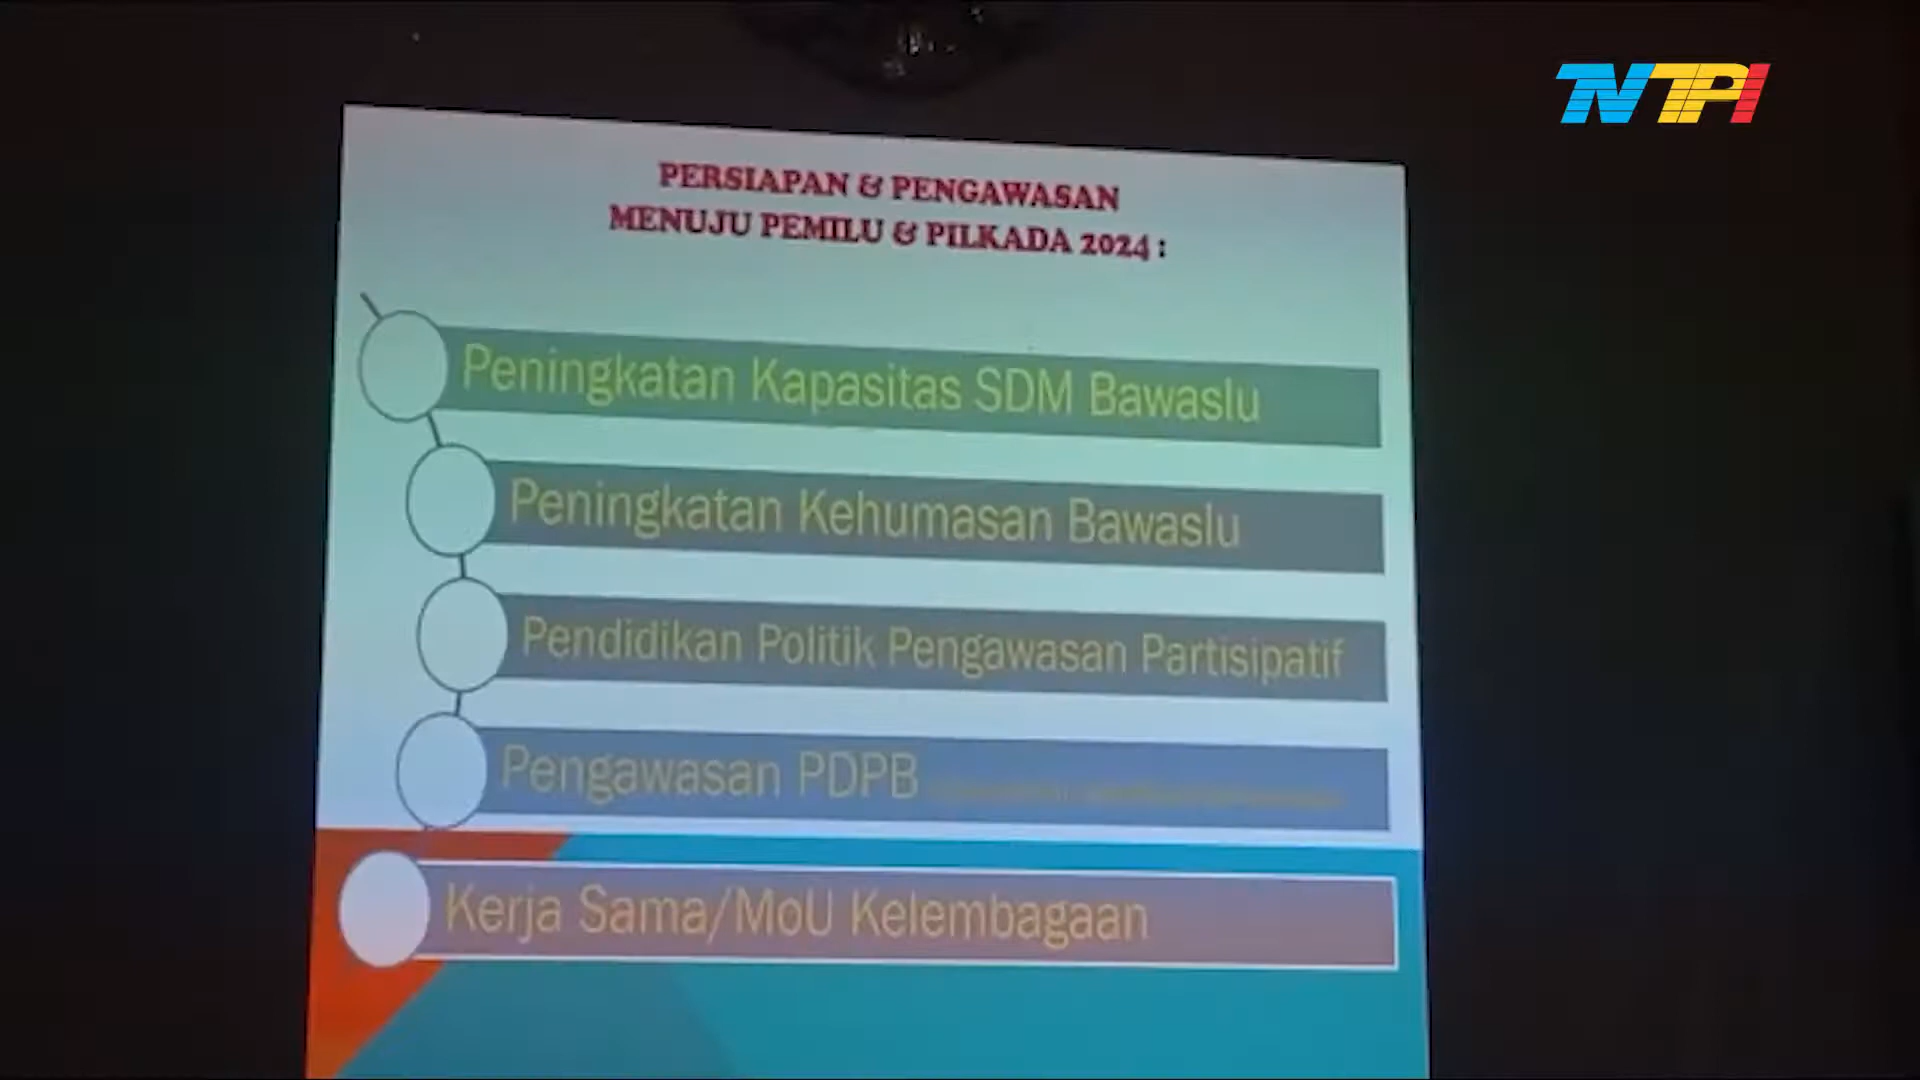 TVTPI
PERSIAPAN & PENGAWASAN
MENUJU PEMILU & PILKADA 2024 :
Peningkatan Kapasitas SDM Bawaslu
Peningkatan Kehumasan Bawaslu
Pendidikan Politik Pengawasan Partisipatif
Pengawasan PDPB
Kerja Sama/MoU Kelembagaan